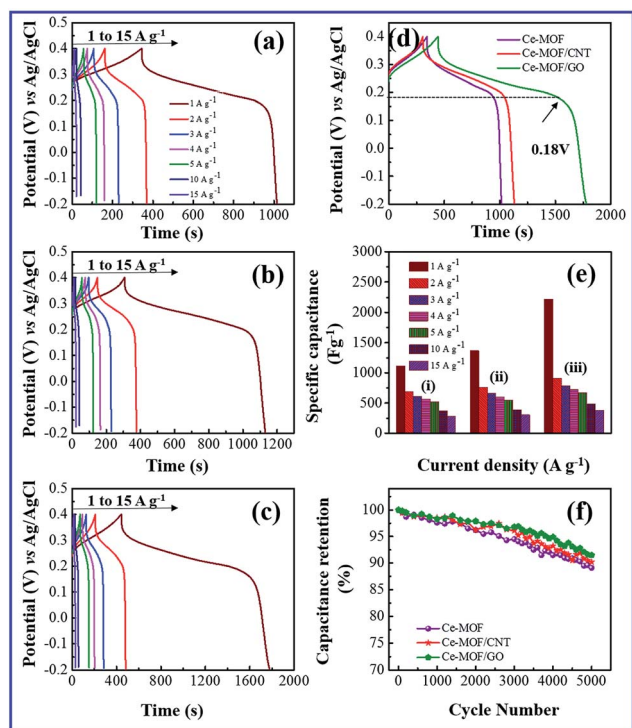 1 to 15 A g-1
(a)
Potential (V) vs Ag/AgCl
0.4
0.3
0.2
0.1
0.0
-0.1
-0.2
1 A g-1
2 A g-1
3 A g-1
4 A g-1
5 A g-1
10 A g-1
15 A g-1
0 200 400 600 800 1000
Time (s)
(d)
Ce-MOF
Ce-MOF/CNT
Ce-MOF/GO
0.18V
Potential (V) vs Ag/AgCl
0.4
0.3
0.2
0.1
0.0
-0.1
-0.2
0 500 1000 1500 2000
Time (s)
1 to 15 A g-1
(b)
Potential (V) vs Ag/AgCl
0.5
0.4
0.3
0.2
0.1
0.0
-0.1
-0.2
0 200 400 600 800 1000 1200
Time (s)
(e)
Specific capacitance
(Fg-1)
3000
2500
2000
1500
1000
500
0
1 A g-1
2 A g-1
3 A g-1
4 A g-1
5 A g-1
10 A g-1
15 A g-1
(i)
(ii)
(iii)
Current density (A g-1)
1 to 15 A g-1
(c)
Potential (V) vs Ag/AgCl
0.5
0.4
0.3
0.2
0.1
0.0
-0.1
-0.2
0 400 800 1200 1600 2000
Time (s)
(f)
Capacitance retention
(%)
100
95
90
85
80
75
70
Ce-MOF
Ce-MOF/CNT
Ce-MOF/GO
0 1000 2000 3000 4000 5000
Cycle Number